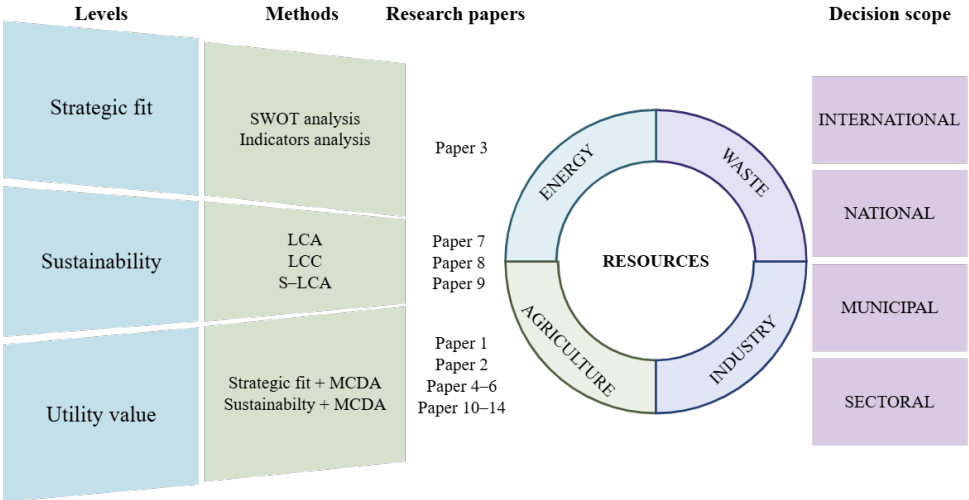 Levels
Methods
Research papers
Decision scope
Strategic fit
SWOT analysis
Indicators analysis
Paper 3
Sustainability
LCA
LCC
S–LCA
Paper 7
Paper 8
Paper 9
Utility value
Strategic fit + MCDA
Sustainabilty + MCDA
Paper 1
Paper 2
Paper 4–6
Paper 10–14
ENERGY
WASTE
RESOURCES
AGRICULTURE
INDUSTRY
INTERNATIONAL
NATIONAL
MUNICIPAL
SECTORAL